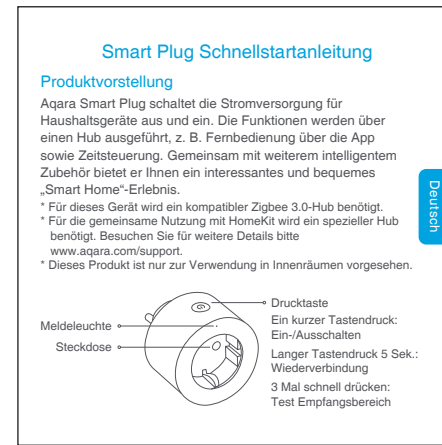 Smart Plug Schnellstartanleitung
Produktvorstellung
Aqara Smart Plug schaltet die Stromversorgung für
Haushaltsgeräte aus und ein. Die Funktionen werden über
einen Hub ausgeführt, z. B. Fernbedienung über die App
sowie Zeitsteuerung. Gemeinsam mit weiterem intelligentem
Zubehör bietet er Ihnen ein interessantes und bequemes
„Smart Home“-Erlebnis.
* Für dieses Gerät wird ein kompatibler Zigbee 3.0-Hub benötigt.
* Für die gemeinsame Nutzung mit HomeKit wird ein spezieller Hub
benötigt. Besuchen Sie für weitere Details bitte
www.aqara.com/support.
* Dieses Produkt ist nur zur Verwendung in Innenräumen vorgesehen.
Deutsch
Meldeleuchte
Steckdose
Drucktaste
Ein kurzer Tastendruck:
Ein-/Ausschalten
Langer Tastendruck 5 Sek.:
Wiederverbindung
3 Mal schnell drücken:
Test Empfangsbereich